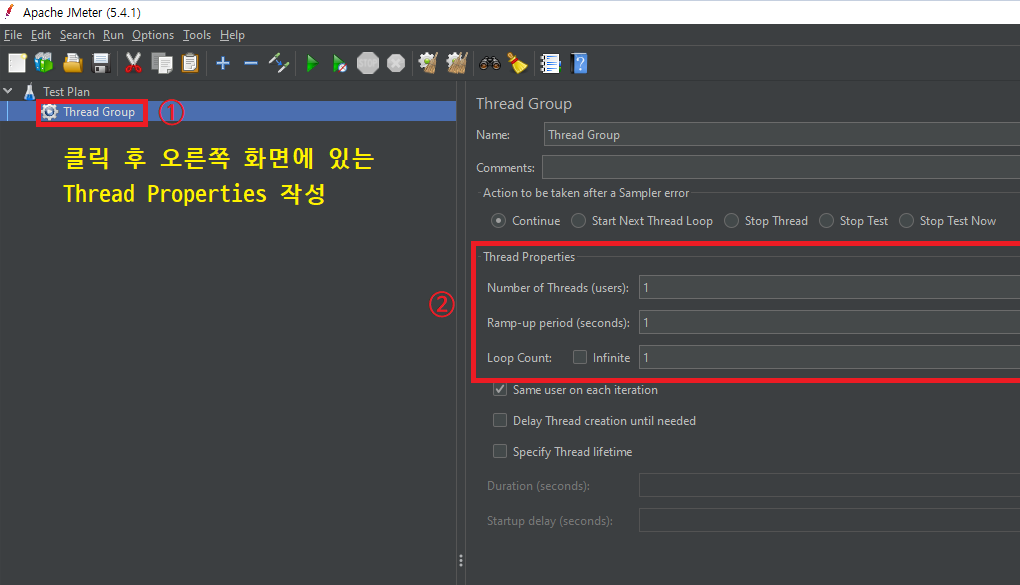 Apache JMeter (5.4.1)
File Edit Search Run Options Tools Help
Test Plan
Thread Group ①
클릭 후 오른쪽 화면에 있는
Thread Properties 작성
Thread Group
Name: Thread Group
Comments:
Action to be taken after a Sampler error
Continue Start Next Thread Loop Stop Thread Stop Test Stop Test Now
②
Thread Properties
Number of Threads (users): 1
Ramp-up period (seconds): 1
Loop Count: Infinite 1
Same user on each iteration
Delay Thread creation until needed
Specify Thread lifetime
Duration (seconds):
Startup delay (seconds):